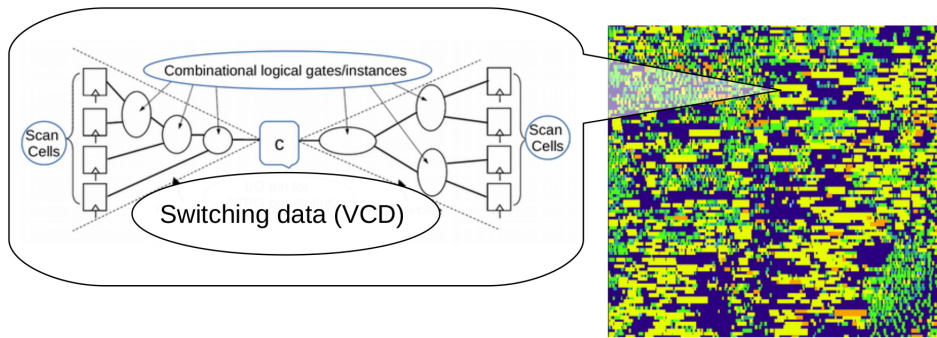 Combinational logical gates/instances
Scan
Cells
C
Scan
Cells
Switching data (VCD)